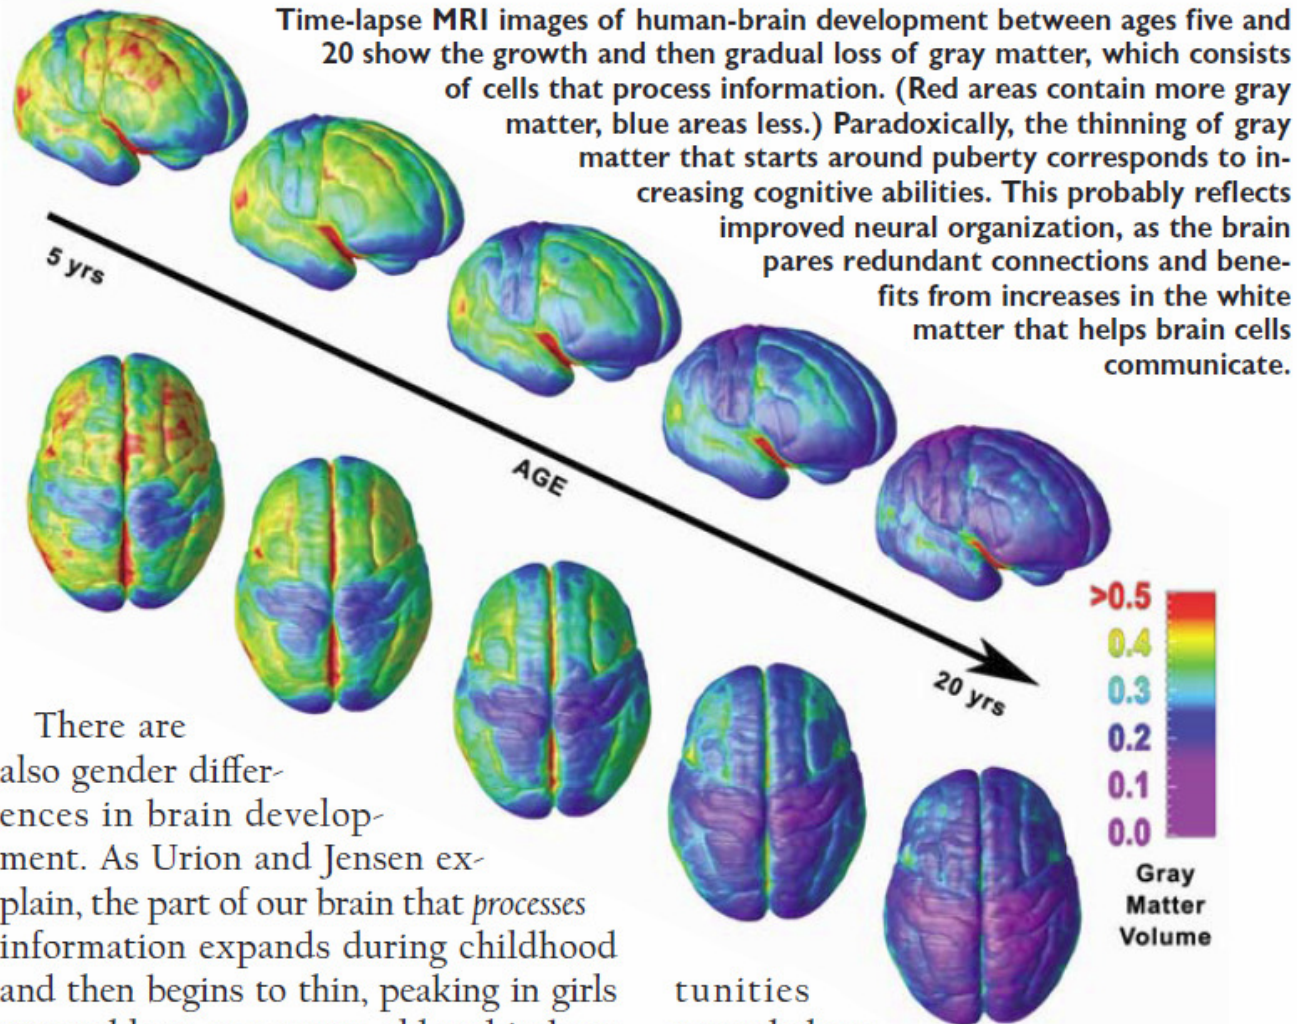 Time-lapse MRI images of human-brain development between ages five and
20 show the growth and then gradual loss of gray matter, which consists
of cells that process information. (Red areas contain more gray
matter, blue areas less.) Paradoxically, the thinning of gray
matter that starts around puberty corresponds to in-
creasing cognitive abilities. This probably reflects
improved neural organization, as the brain
pares redundant connections and bene-
fits from increases in the white
matter that helps brain cells
communicate.
5 yrs
AGE
20 yrs
>0.5
0.4
0.3
0.2
0.1
0.0
Gray
Matter
Volume
There are
also gender differ-
ences in brain develop-
ment. As Urion and Jensen ex-
plain, the part of our brain that processes
information expands during childhood
and then begins to thin, peaking in girls
tunities